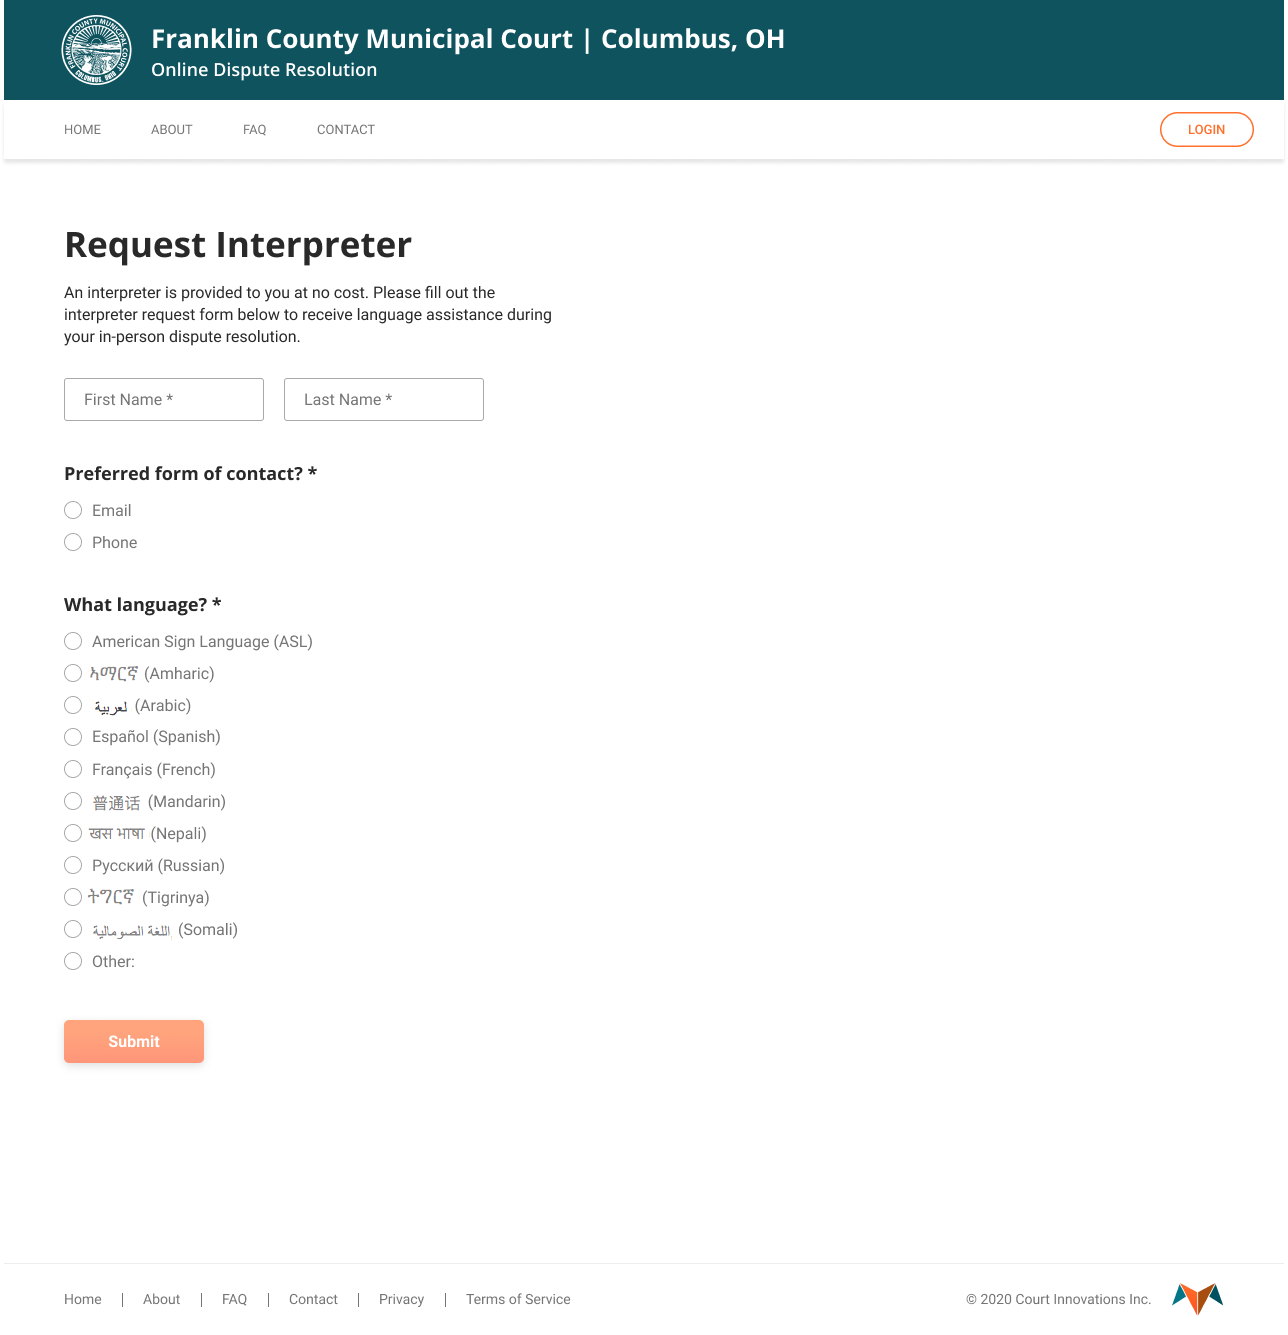 FRANKLIN COUNTY MUNICIPAL COURT
COLUMBUS, OHIO
Franklin County Municipal Court | Columbus, OH
Online Dispute Resolution
HOME ABOUT FAQ CONTACT LOGIN
Request Interpreter
An interpreter is provided to you at no cost. Please fill out the
interpreter request form below to receive language assistance during
your in-person dispute resolution.
First Name * Last Name *
Preferred form of contact? *
Email
Phone
What language? *
American Sign Language (ASL)
ኣማርኛ (Amharic)
لعربية (Arabic)
Español (Spanish)
Français (French)
普通话 (Mandarin)
खस भाषा (Nepali)
Русский (Russian)
ትግርኛ (Tigrinya)
اللغة الصومالية (Somali)
Other:
Submit
Home | About | FAQ | Contact | Privacy | Terms of Service © 2020 Court Innovations Inc.